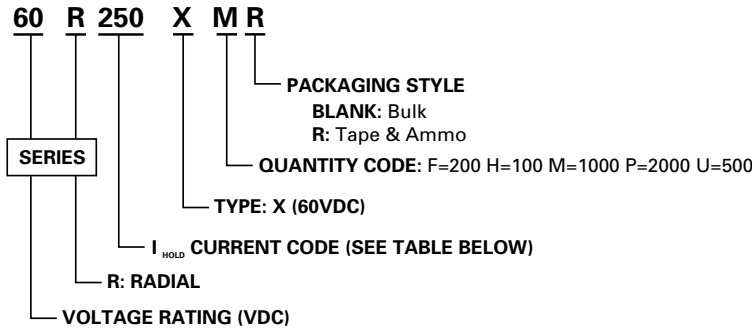 60 R 250 X M R
PACKAGING STYLE
BLANK: Bulk
R: Tape & Ammo
SERIES
QUANTITY CODE: F=200 H=100 M=1000 P=2000 U=500
TYPE: X (60VDC)
I HOLD CURRENT CODE (SEE TABLE BELOW)
R: RADIAL
VOLTAGE RATING (VDC)